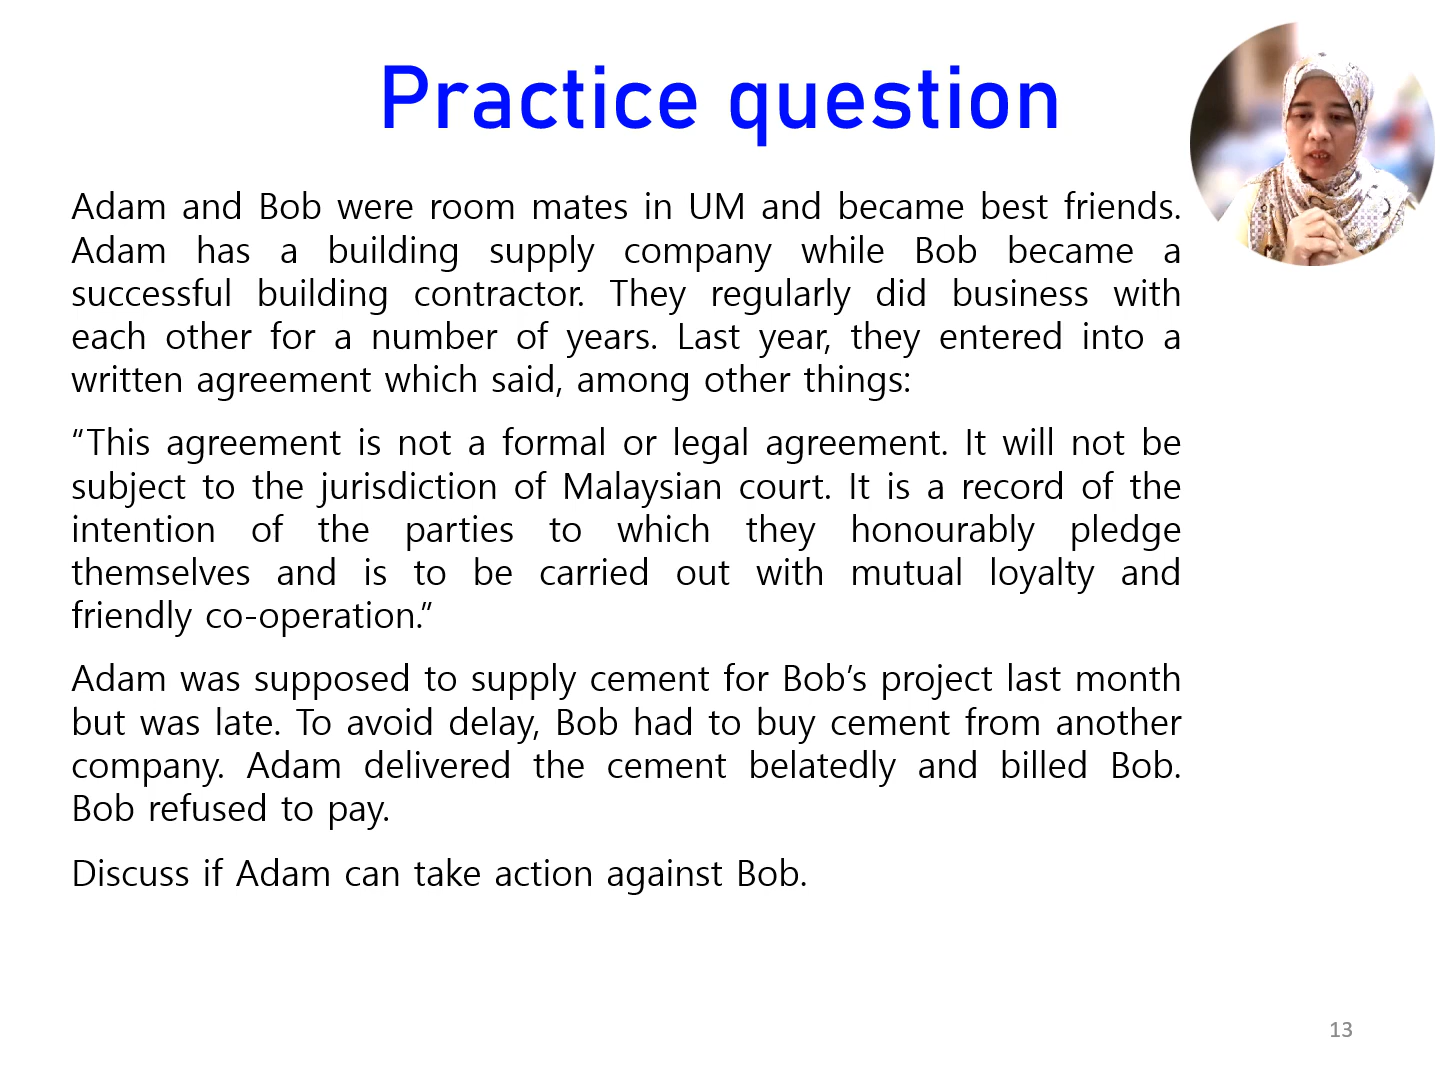 Practice question
Adam and Bob were room mates in UM and became best friends.
Adam has a building supply company while Bob became a
successful building contractor. They regularly did business with
each other for a number of years. Last year, they entered into a
written agreement which said, among other things:
“This agreement is not a formal or legal agreement. It will not be
subject to the jurisdiction of Malaysian court. It is a record of the
intention of the parties to which they honourably pledge
themselves and is to be carried out with mutual loyalty and
friendly co-operation.”
Adam was supposed to supply cement for Bob’s project last month
but was late. To avoid delay, Bob had to buy cement from another
company. Adam delivered the cement belatedly and billed Bob.
Bob refused to pay.
Discuss if Adam can take action against Bob.
13